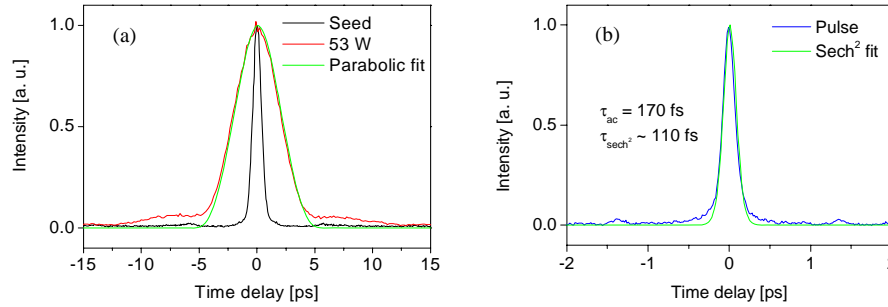 (a)
Seed
53 W
Parabolic fit
1.0
0.5
0.0
Intensity [a. u.]
-15 -10 -5 0 5 10 15
Time delay [ps]
(b)
Pulse
Sech² fit
τac = 170 fs
τsech² ~ 110 fs
1.0
0.5
0.0
Intensity [a. u.]
-2 -1 0 1 2
Time delay [ps]